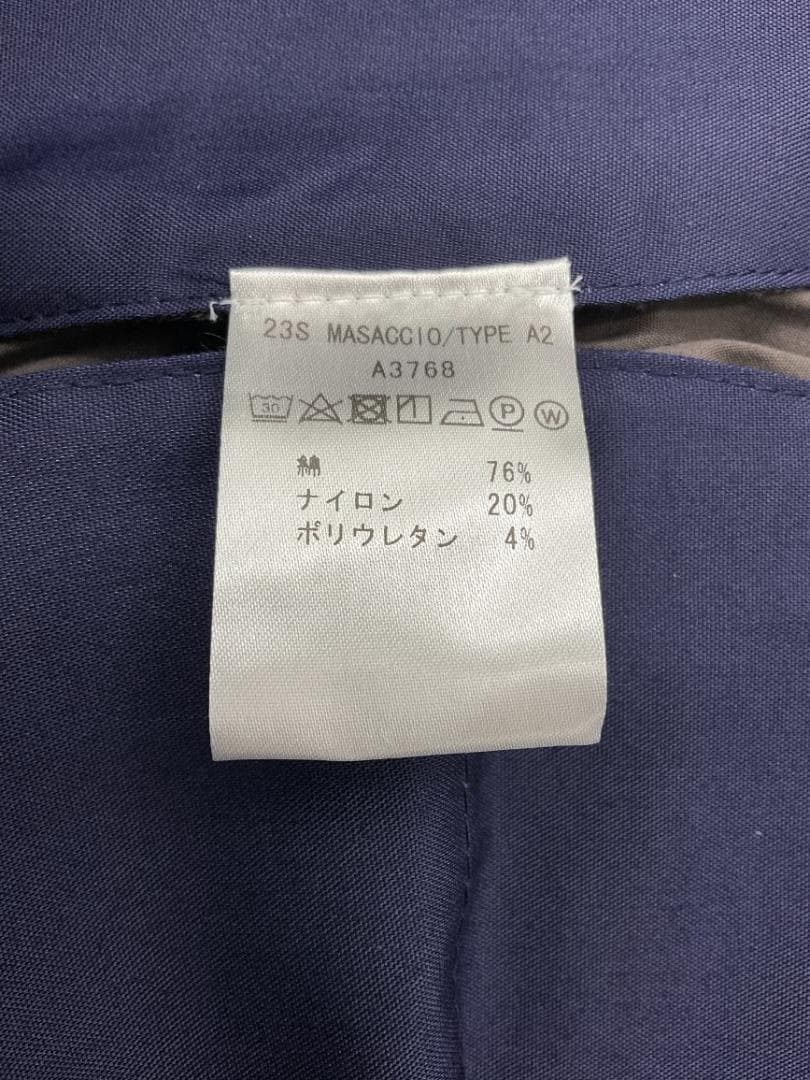 23S MASACCIO/TYPE A2
A3768
30 P W
綿 76%
ナイロン 20%
ポリウレタン 4%